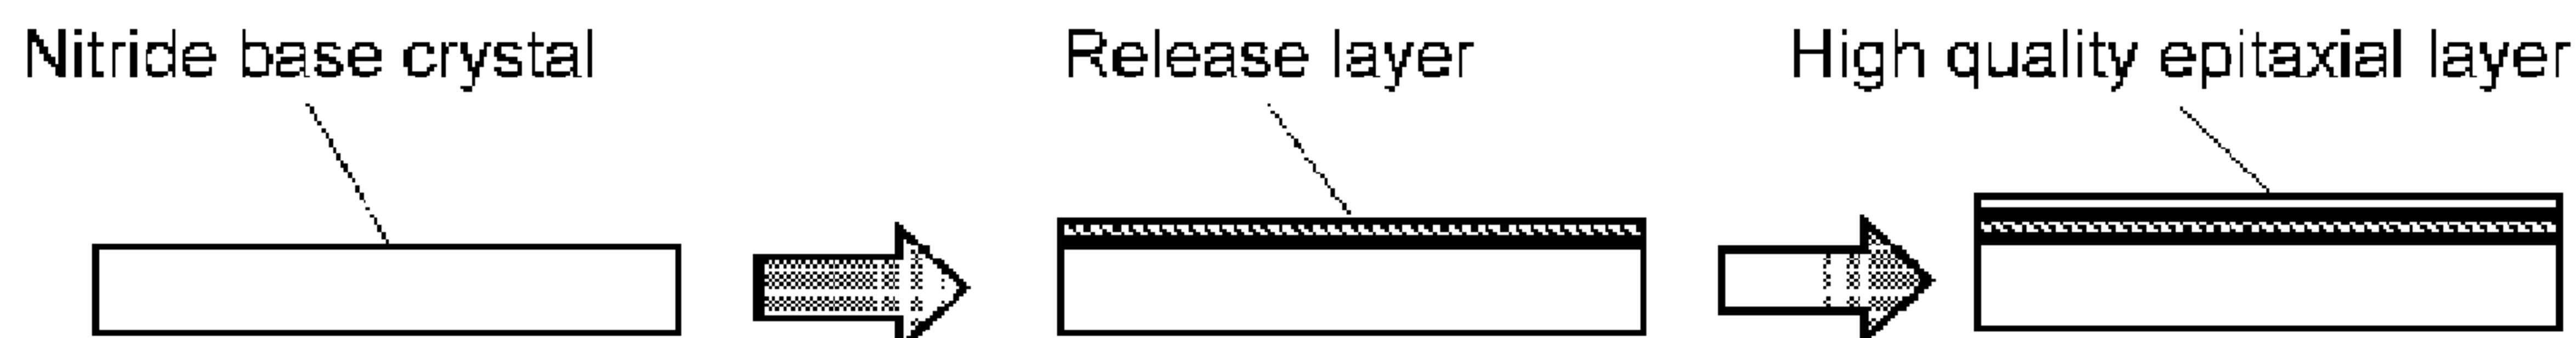 Nitride base crystal
Release layer
High quality epitaxial layer